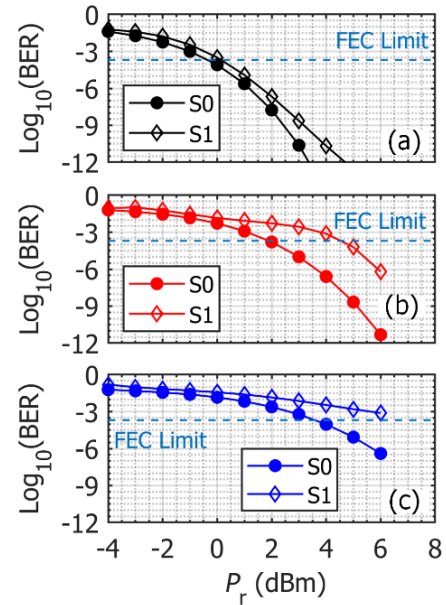 0
-3
-6
-9
-12
Log10(BER)
FEC Limit
S0
S1
(a)
0
-3
-6
-9
-12
Log10(BER)
FEC Limit
S0
S1
(b)
0
-3
-6
-9
-12
Log10(BER)
FEC Limit
S0
S1
(c)
-4 -2 0 2 4 6 8
Pr (dBm)